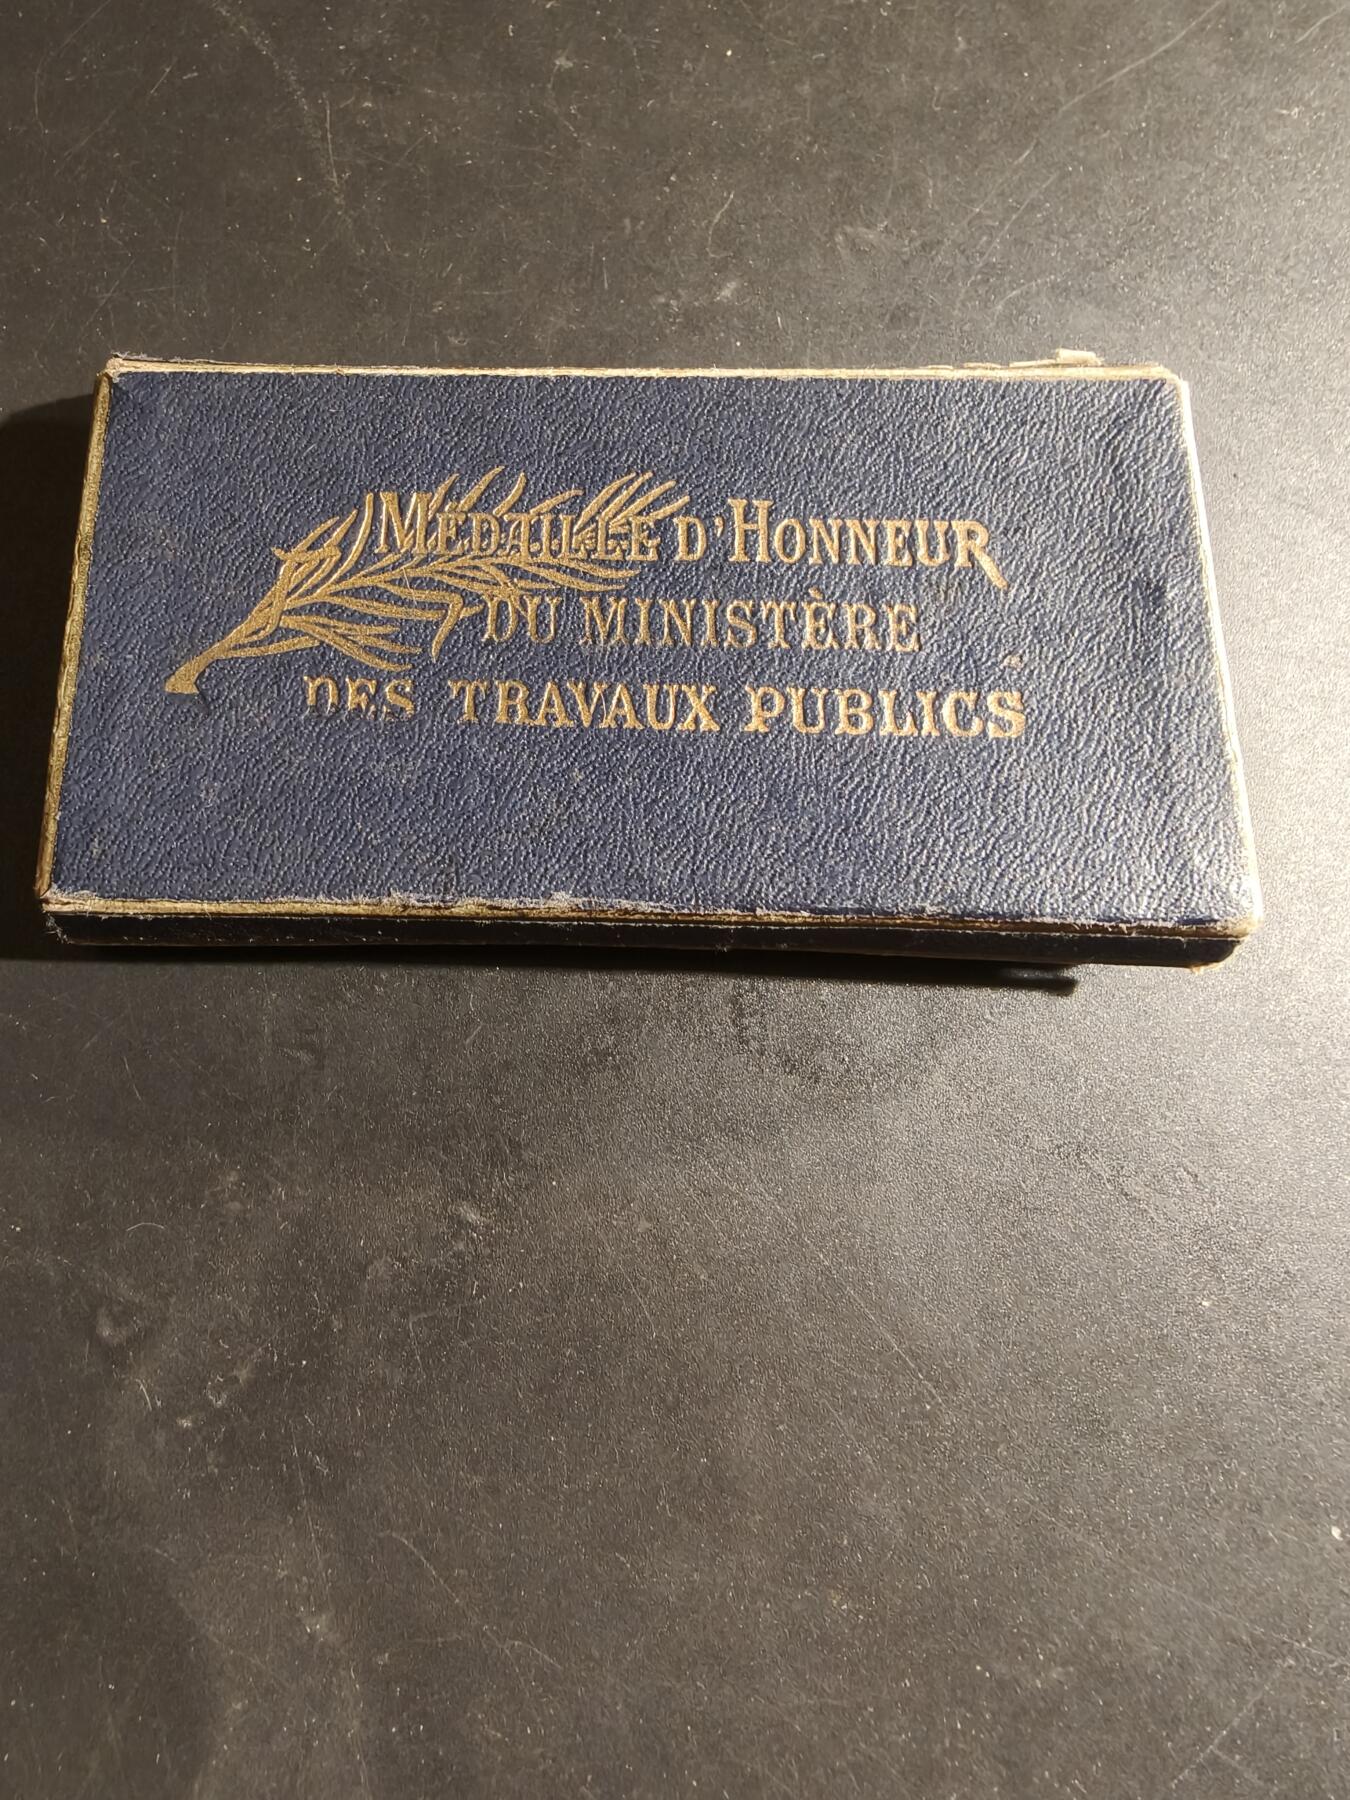 MÉDAILLE D'HONNEUR
DU MINISTÈRE
DES TRAVAUX PUBLICS